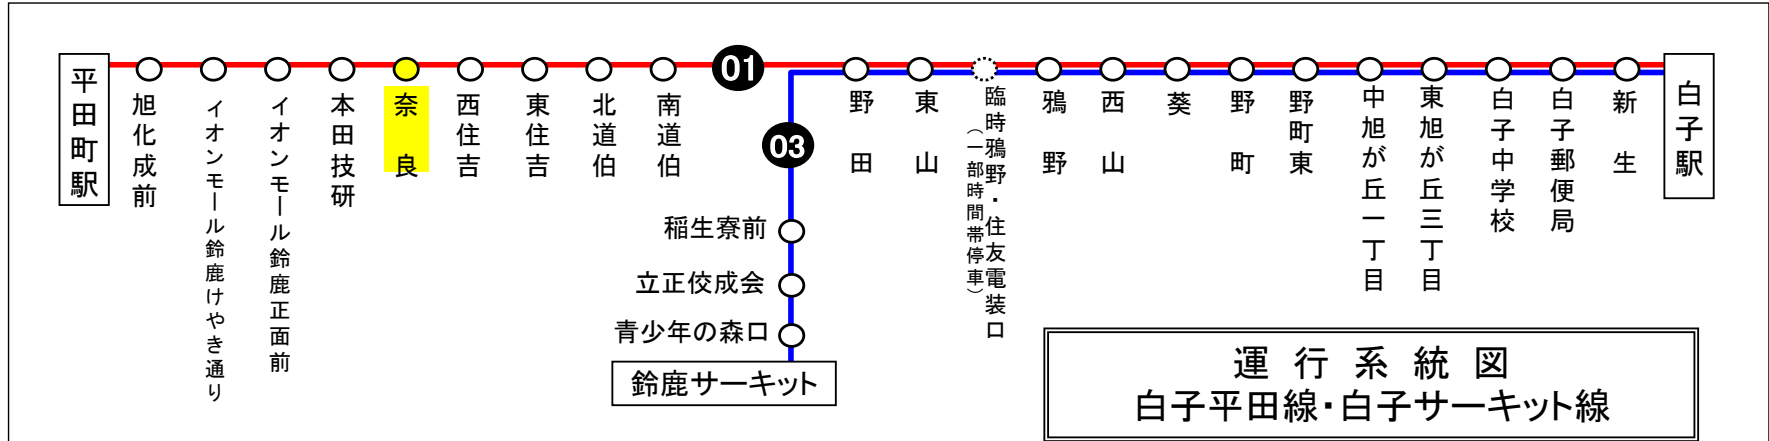 平田町駅
旭化成前
イオンモール鈴鹿けやき通り
イオンモール鈴鹿正面前
本田技研
奈良
西住吉
東住吉
北道伯
南道伯
01
03
野田
東山
臨時鴉野・住友電装口
（一部時間帯停車）
鴉野
西山
葵
野町
野町東
中旭が丘一丁目
東旭が丘三丁目
白子中学校
白子郵便局
新生
白子駅
稲生寮前
立正佼成会
青少年の森口
鈴鹿サーキット
運行系統図
白子平田線・白子サーキット線